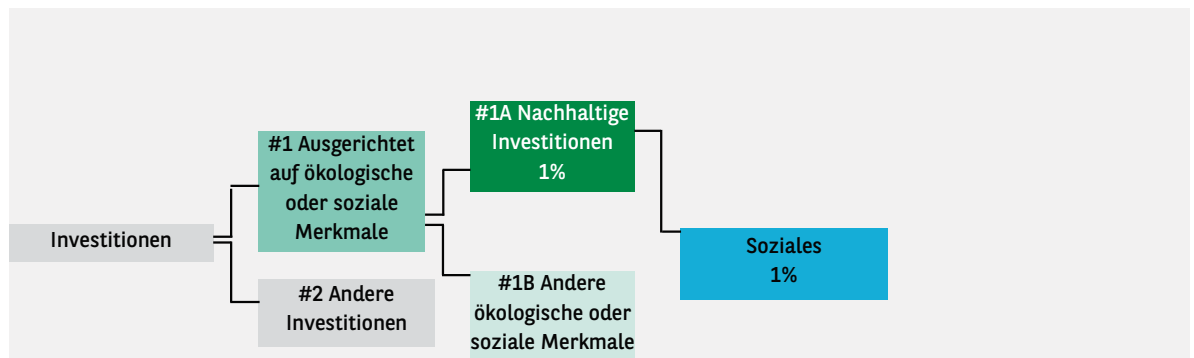 Investitionen
#1 Ausgerichtet
auf ökologische
oder soziale
Merkmale
#2 Andere
Investitionen
#1A Nachhaltige
Investitionen
1%
#1B Andere
ökologische oder
soziale Merkmale
Soziales
1%